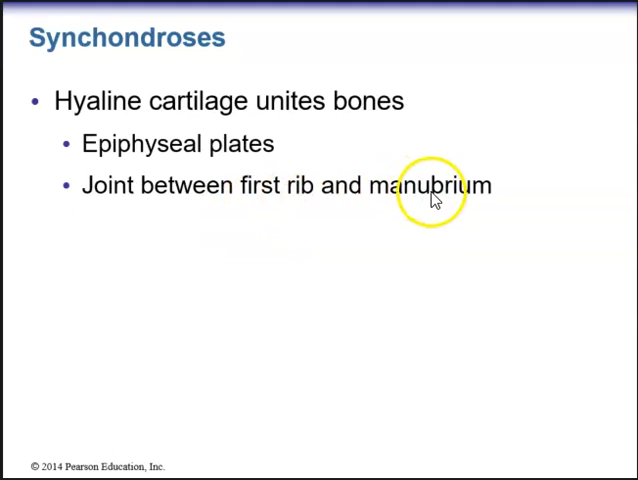 Synchondroses
• Hyaline cartilage unites bones
• Epiphyseal plates
• Joint between first rib and manubrium
© 2014 Pearson Education, Inc.